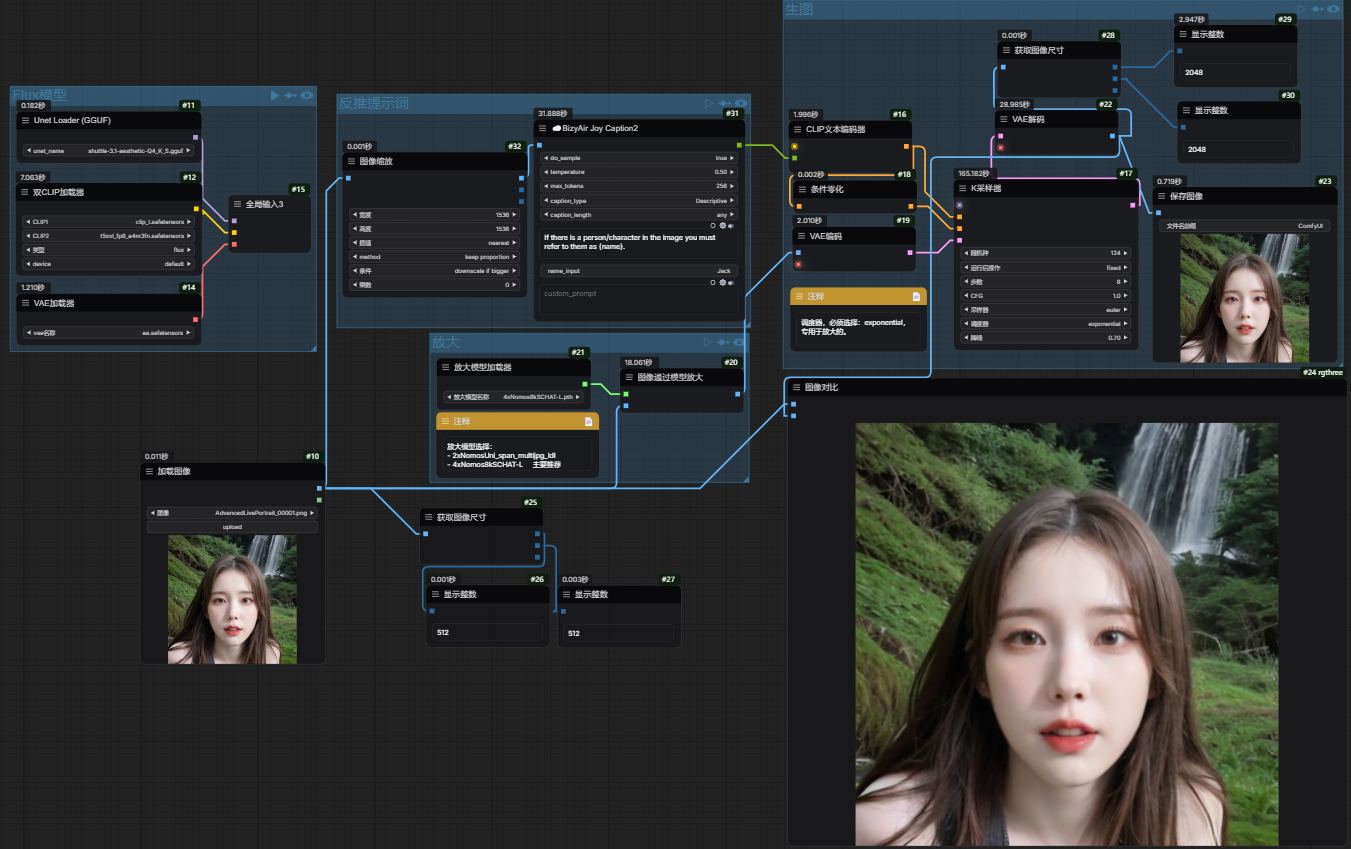 Flux模型
0.182秒
#11
Unet Loader (GGUF)
unet_name
shuttle-3.1-aesthetic-Q4_K_S.gguf
7.063秒
#12
双CLIP加载器
CLIP1
clip_l.safetensors
CLIP2
t5xxl_fp8_e4m3fn.safetensors
类型
flux
device
default
1.210秒
#14
VAE加载器
vae名称
ae.safetensors
#15
全局输入3
反推提示词
0.001秒
#32
图像缩放
宽度
1536
高度
1536
插值
nearest
method
keep proportion
条件
downscale if bigger
乘数
0
31.888秒
#31
BizyAir Joy Caption2
do_sample
true
temperature
0.50
max_tokens
256
caption_type
Descriptive
caption_length
any
If there is a person/character in the image you must
refer to them as {name}.
name_input
Jack
custom_prompt
放大
#21
放大模型加载器
放大模型名称
4xNomos8kSCHAT-L.pth
注释
放大模型选择：
- 2xNomosUni_span_multijpg_ldl
- 4xNomos8kSCHAT-L 主要推荐
18.061秒
#20
图像通过模型放大
0.011秒
#10
加载图像
图像
AdvancedLivePortrait_00001.png
upload
#25
获取图像尺寸
0.001秒
#26
显示整数
512
0.003秒
#27
显示整数
512
生图
1.996秒
#16
CLIP文本编码器
0.002秒
#18
条件零化
2.010秒
#19
VAE编码
注释
调度器，必须选择：exponential，
专用于放大的。
0.001秒
#28
获取图像尺寸
28.985秒
#22
VAE解码
165.182秒
#17
K采样器
随机种
124
运行后操作
fixed
步数
8
CFG
1.0
采样器
euler
调度器
exponential
降噪
0.70
2.947秒
#29
显示整数
2048
#30
显示整数
2048
0.719秒
#23
保存图像
文件名前缀
ComfyUI
#24 rgthree
图像对比